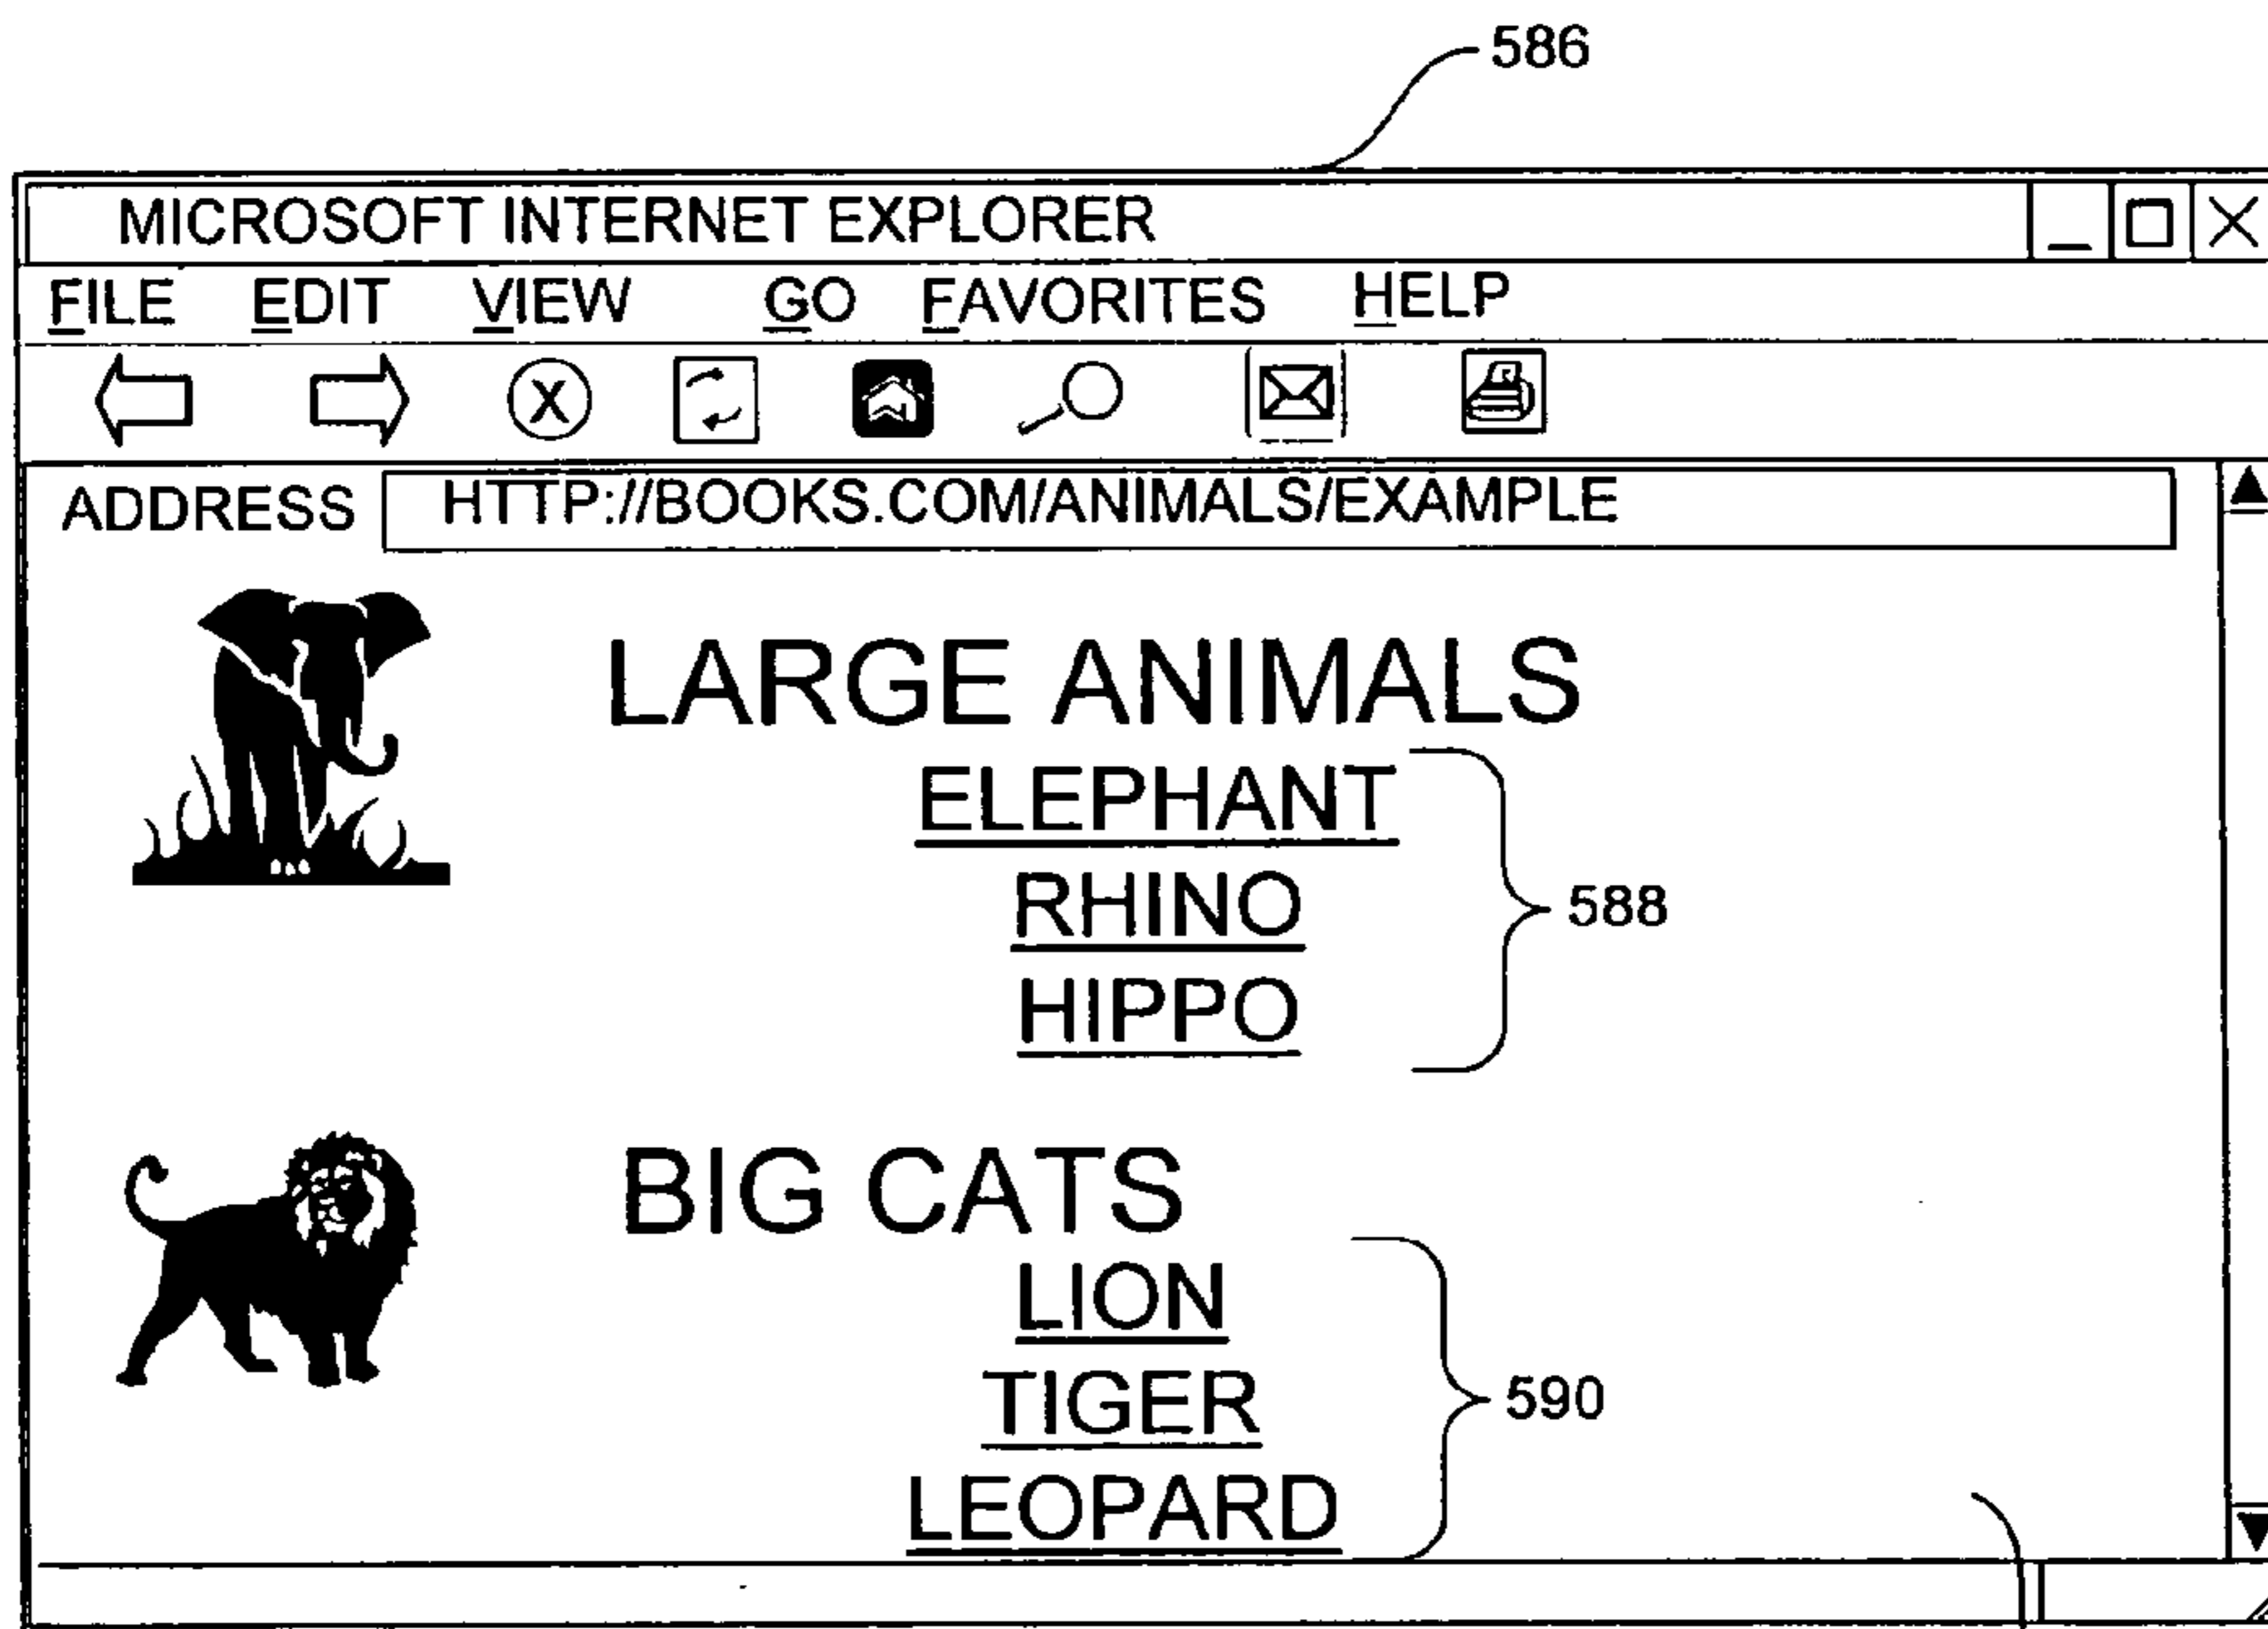 586
MICROSOFT INTERNET EXPLORER
FILE EDIT VIEW GO FAVORITES HELP
X
ADDRESS HTTP://BOOKS.COM/ANIMALS/EXAMPLE
LARGE ANIMALS
ELEPHANT
RHINO
588
HIPPO
BIG CATS
LION
TIGER
590
LEOPARD